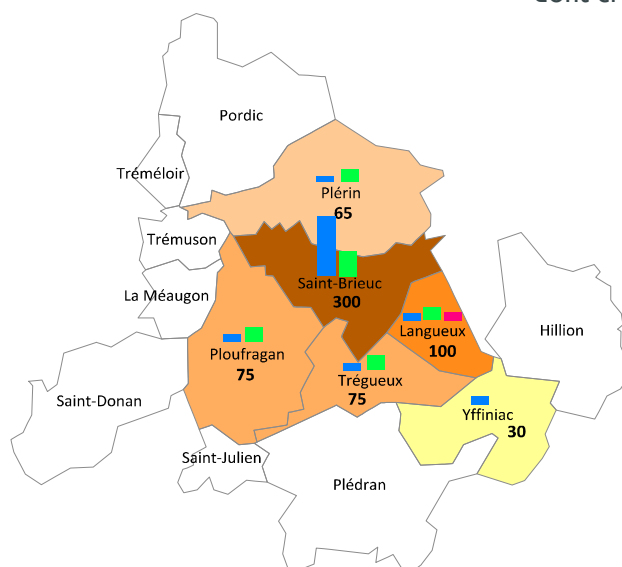 Pordic
Tréméloir
Plérin
65
Trémuson
Saint-Brieuc
300
La Méaugon
Langueux
100
Hillion
Ploufragan
75
Trégueux
75
Saint-Donan
Yffiniac
30
Saint-Julien
Plédran